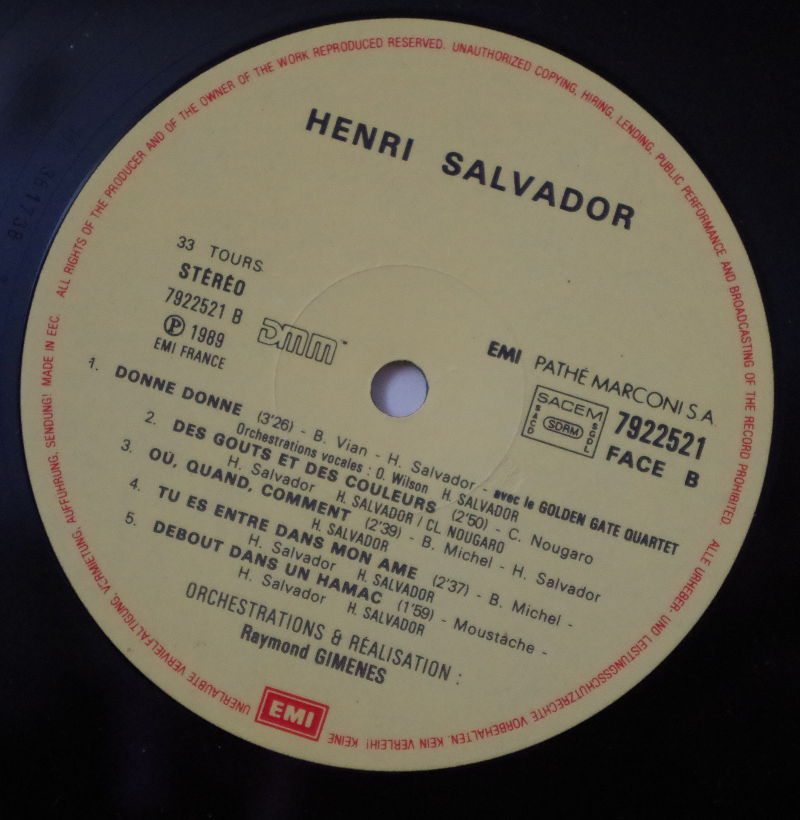 HENRI SALVADOR
33 TOURS
STÉRÉO
7922521 B
℗ 1989
EMI FRANCE
DMM™
EMI PATHÉ MARCONI S.A.
SACEM
SACD
SDRM
SGDL
7922521
FACE B
1. DONNE DONNE (3'26) - B. Vian - H. Salvador - avec le GOLDEN GATE QUARTET
Orchestrations vocales : O. Wilson H. SALVADOR
2. DES GOUTS ET DES COULEURS (2'50) - C. Nougaro
H. Salvador H. SALVADOR / CL. NOUGARO
3. OÙ, QUAND, COMMENT (2'39) - B. Michel - H. Salvador
H. SALVADOR
4. TU ES ENTRE DANS MON AME (2'37) - B. Michel -
H. Salvador H. SALVADOR
5. DEBOUT DANS UN HAMAC (1'59) - Moustâche -
H. Salvador H. SALVADOR
ORCHESTRATIONS & RÉALISATION :
Raymond GIMENES
ALL RIGHTS OF THE PRODUCER AND OF THE OWNER OF THE WORK REPRODUCED RESERVED. UNAUTHORIZED COPYING, HIRING, LENDING, PUBLIC PERFORMANCE AND BROADCASTING OF THE RECORD PROHIBITED. ALLE URHEBER- UND LEISTUNGSSCHUTZRECHTE VORBEHALTEN. KEIN VERLEIH! KEINE UNERLAUBTE VERVIELFALTIGUNG, VERMIETUNG, AUFFUHRUNG, SENDUNG! MADE IN EEC.
EMI